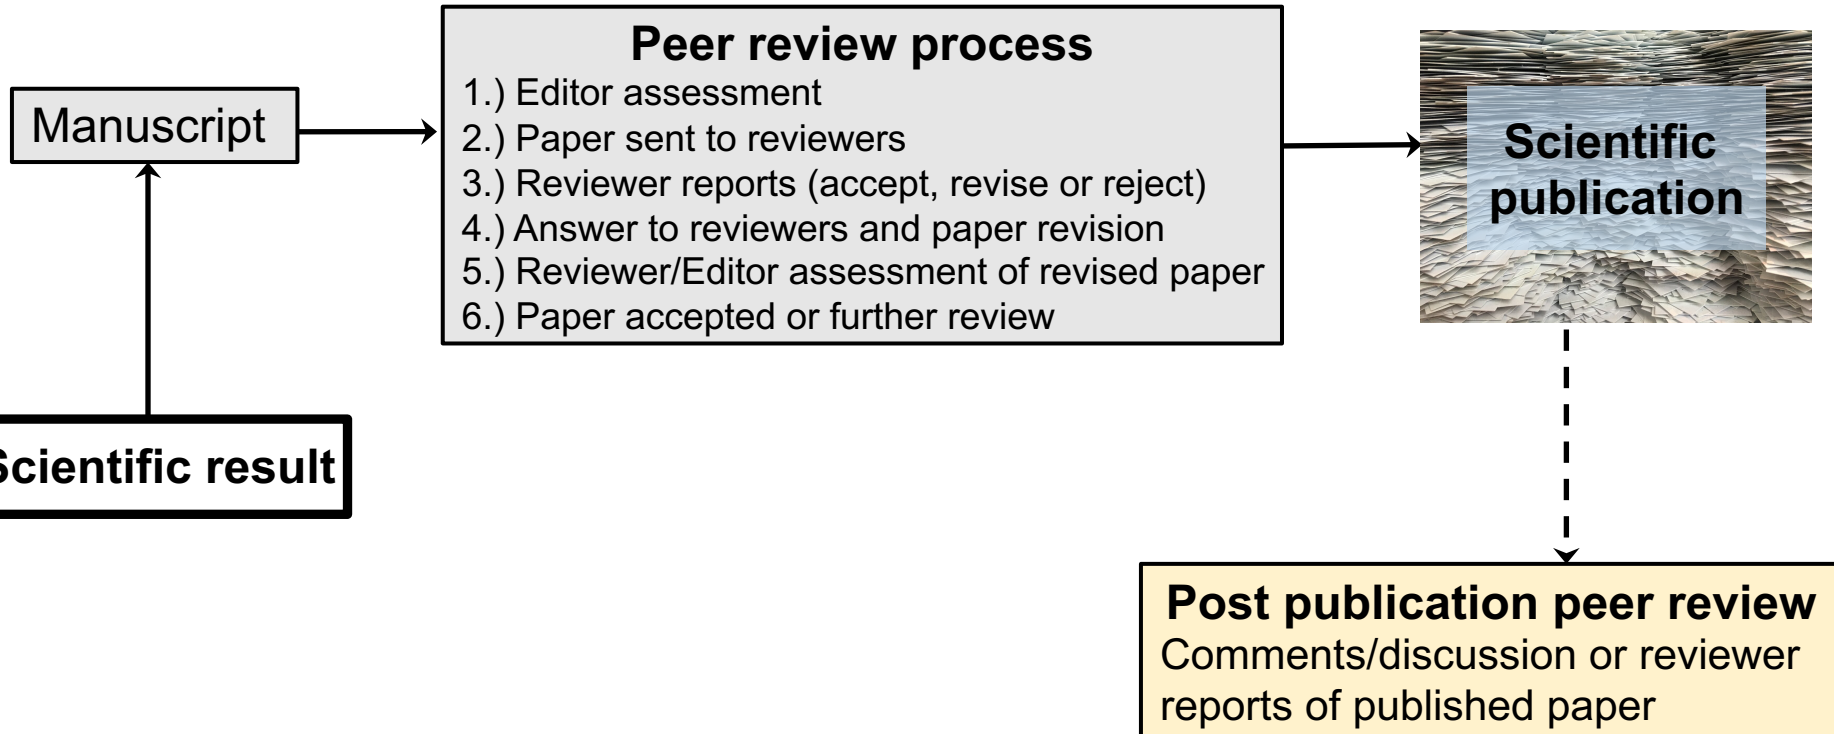 Peer review process
1.) Editor assessment
2.) Paper sent to reviewers
3.) Reviewer reports (accept, revise or reject)
4.) Answer to reviewers and paper revision
5.) Reviewer/Editor assessment of revised paper
6.) Paper accepted or further review
Manuscript
Scientific
publication
Scientific result
Post publication peer review
Comments/discussion or reviewer
reports of published paper